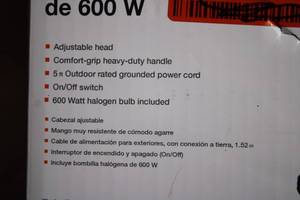 de 600 W
Adjustable head
Comfort-grip heavy-duty handle
5 ft Outdoor rated grounded power cord
On/Off switch
600 Watt halogen bulb included
Cabezal ajustable
Mango muy resistente de cómodo agarre
Cable de alimentación para exteriores, con conexión a tierra, 1.52 m
Interruptor de encendido y apagado (On/Off)
Incluye bombilla halógena de 600 W